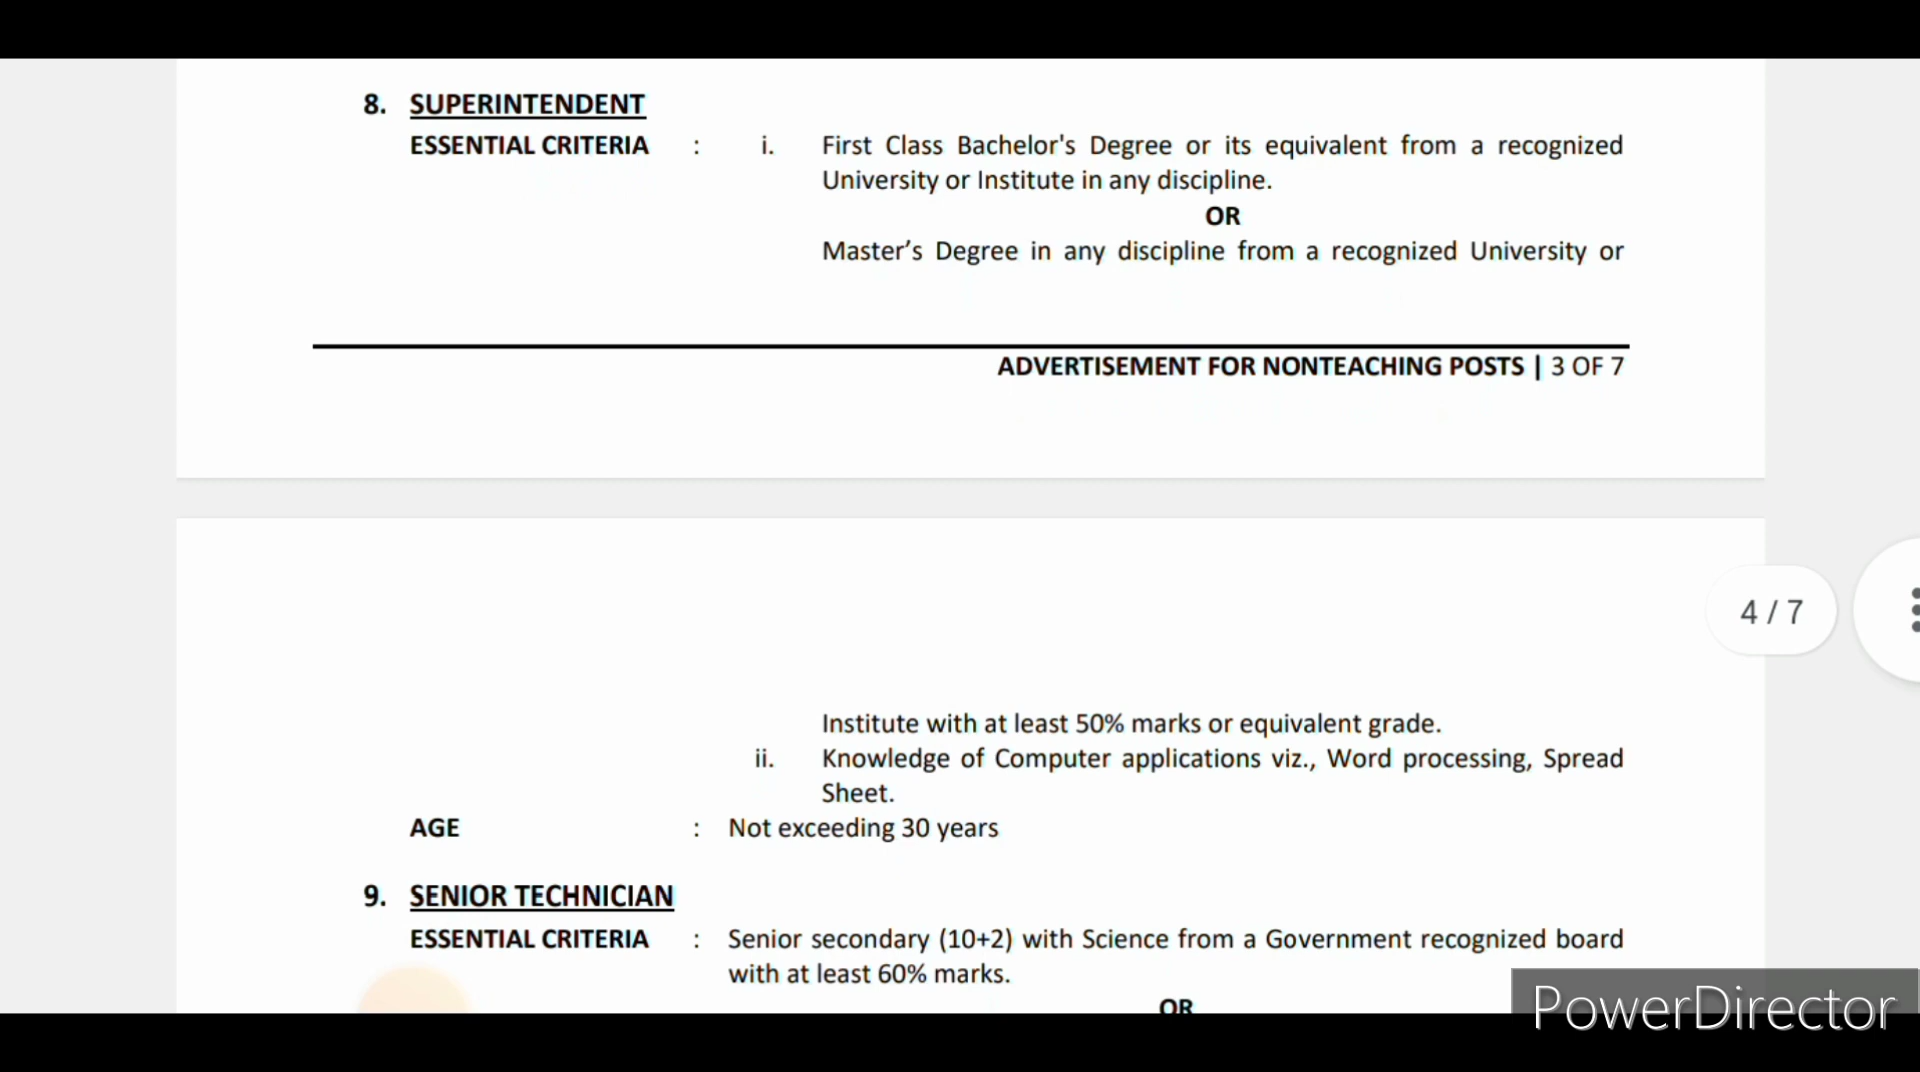 8. SUPERINTENDENT
ESSENTIAL CRITERIA : i. First Class Bachelor's Degree or its equivalent from a recognized
University or Institute in any discipline.
OR
Master’s Degree in any discipline from a recognized University or
ADVERTISEMENT FOR NONTEACHING POSTS | 3 OF 7
4 / 7
Institute with at least 50% marks or equivalent grade.
ii. Knowledge of Computer applications viz., Word processing, Spread
Sheet.
AGE : Not exceeding 30 years
9. SENIOR TECHNICIAN
ESSENTIAL CRITERIA : Senior secondary (10+2) with Science from a Government recognized board
with at least 60% marks.
OR
PowerDirector